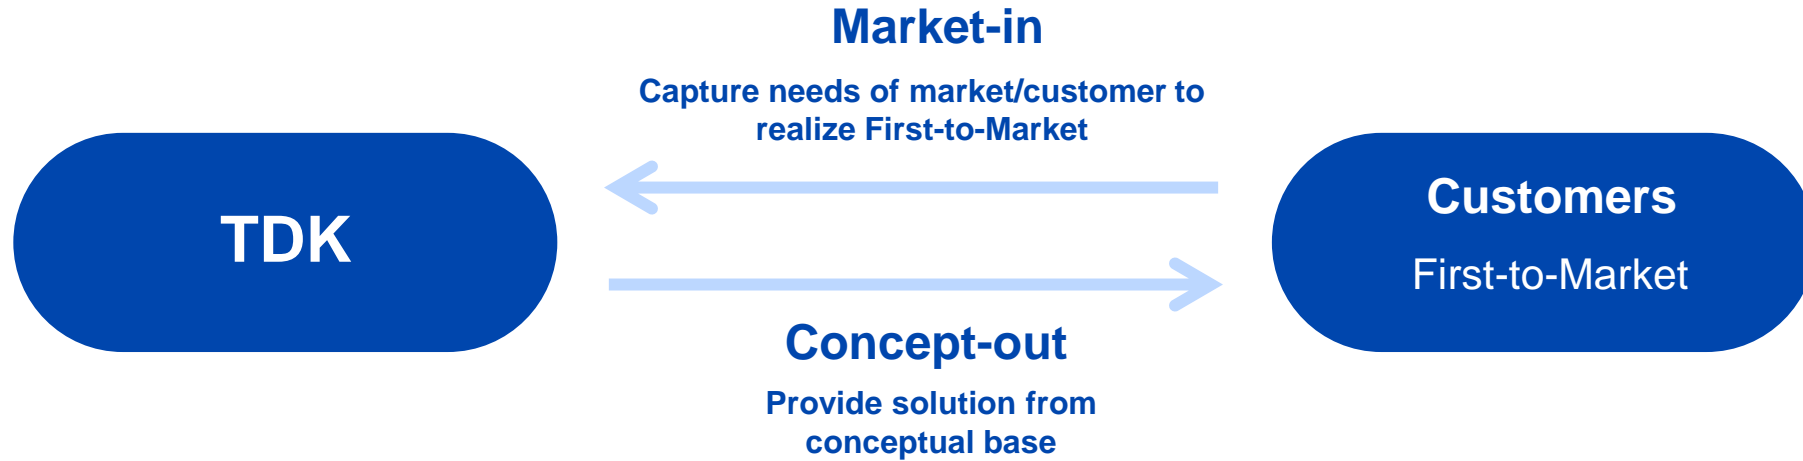 Market-in
Capture needs of market/customer to
realize First-to-Market
TDK
Customers
First-to-Market
Concept-out
Provide solution from
conceptual base